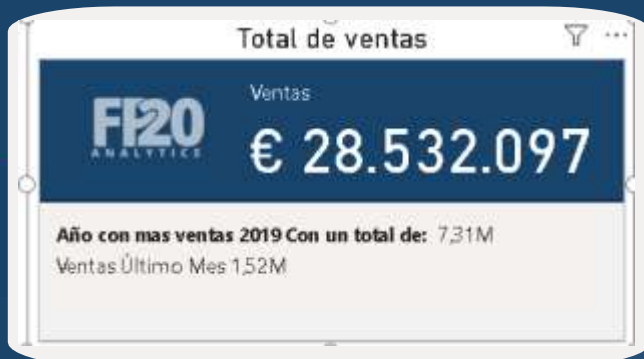 Total de ventas
FP20
ANALYTICS
Ventas
€ 28.532.097
Año con mas ventas 2019 Con un total de: 7,31M
Ventas Último Mes 1,52M